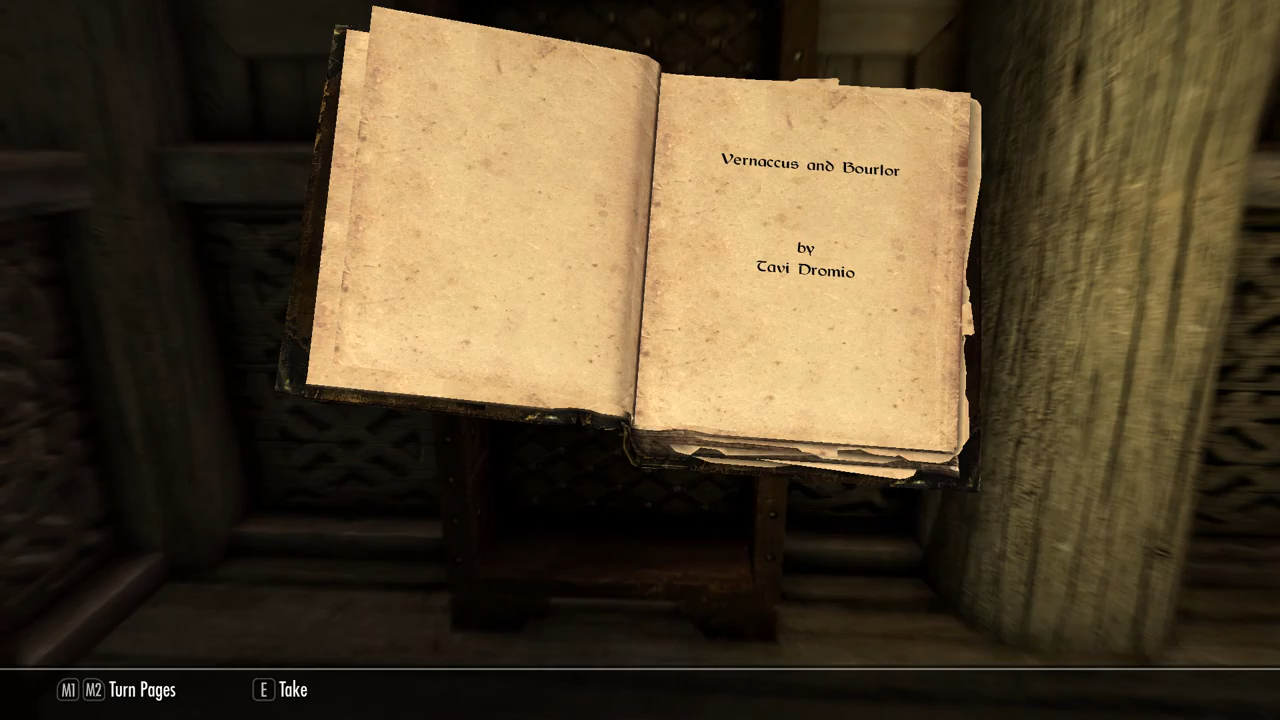 Vernaccus and Bourlor
by
Tavi Dromio
M1 M2 Turn Pages
E Take